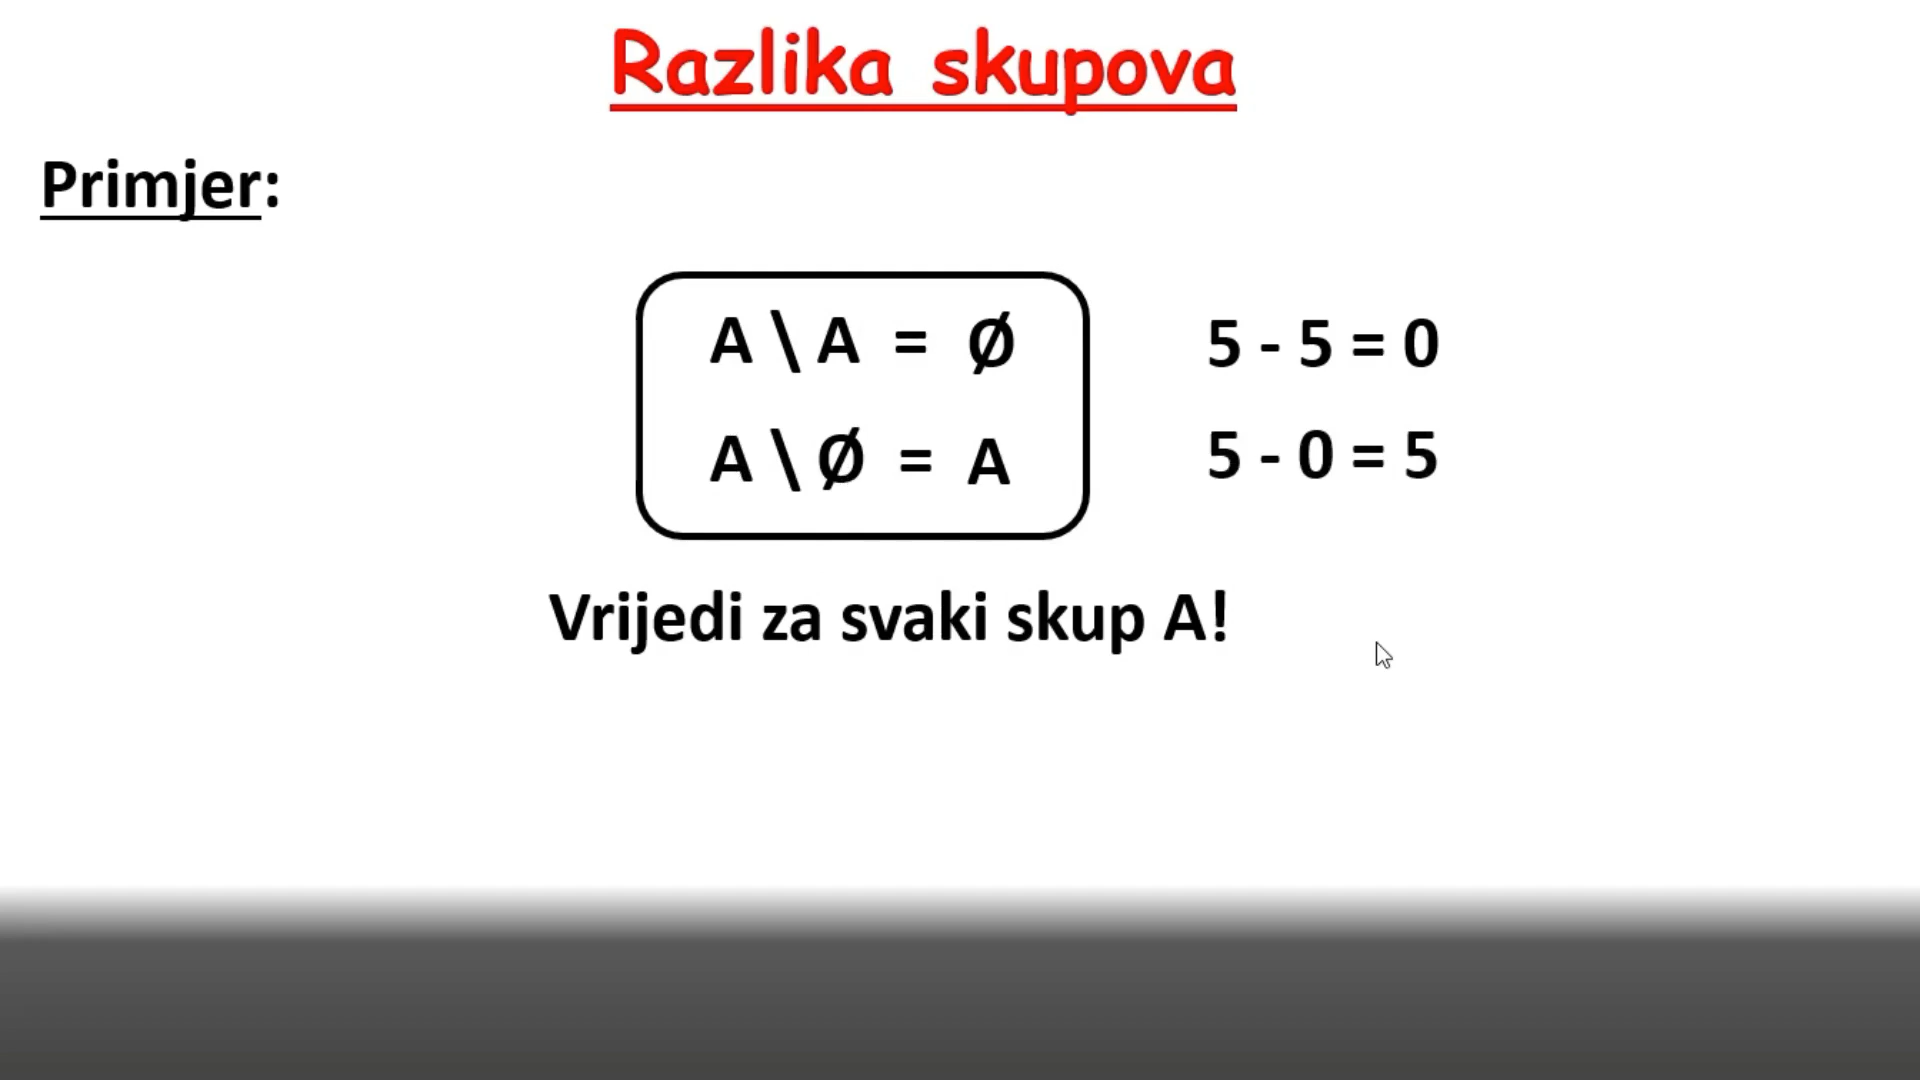 Razlika skupova
Primjer:
A \ A = Ø
5 - 5 = 0
A \ Ø = A
5 - 0 = 5
Vrijedi za svaki skup A!